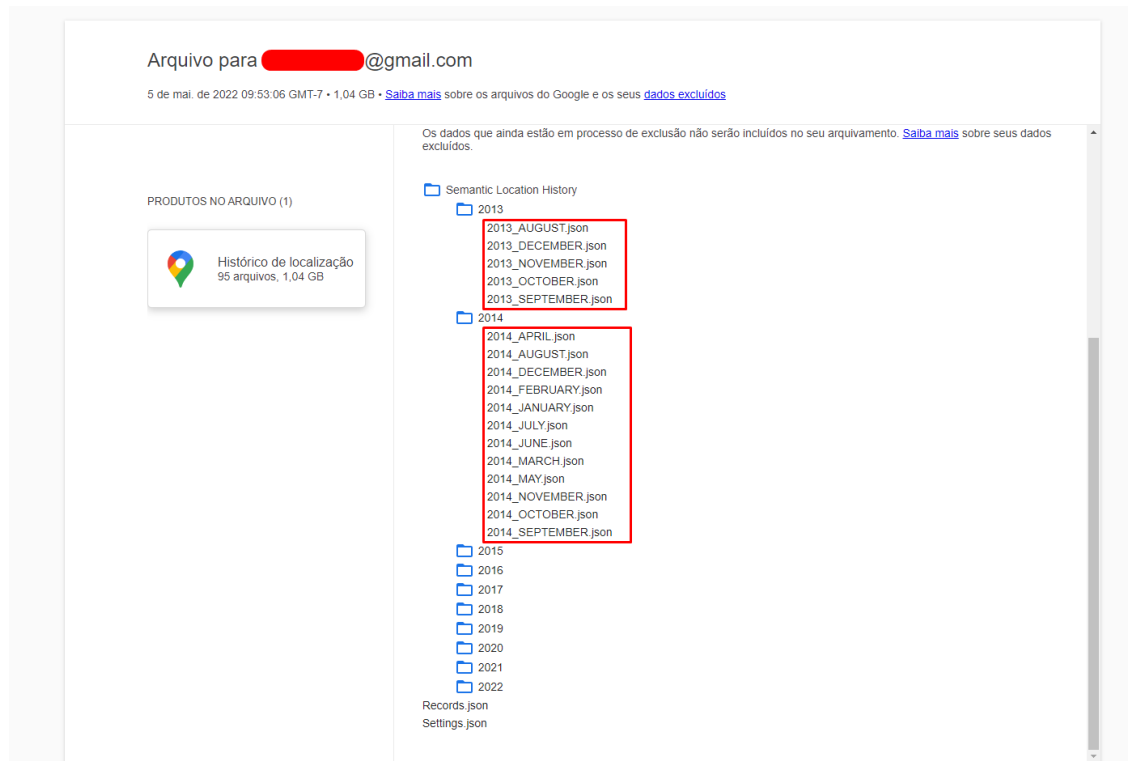 Arquivo para @gmail.com
5 de mai. de 2022 09:53:06 GMT-7 • 1,04 GB • Saiba mais sobre os arquivos do Google e os seus dados excluídos
Os dados que ainda estão em processo de exclusão não serão incluídos no seu arquivamento. Saiba mais sobre seus dados
excluídos.
PRODUTOS NO ARQUIVO (1)
Histórico de localização
95 arquivos, 1,04 GB
Semantic Location History
2013
2013_AUGUST.json
2013_DECEMBER.json
2013_NOVEMBER.json
2013_OCTOBER.json
2013_SEPTEMBER.json
2014
2014_APRIL.json
2014_AUGUST.json
2014_DECEMBER.json
2014_FEBRUARY.json
2014_JANUARY.json
2014_JULY.json
2014_JUNE.json
2014_MARCH.json
2014_MAY.json
2014_NOVEMBER.json
2014_OCTOBER.json
2014_SEPTEMBER.json
2015
2016
2017
2018
2019
2020
2021
2022
Records.json
Settings.json